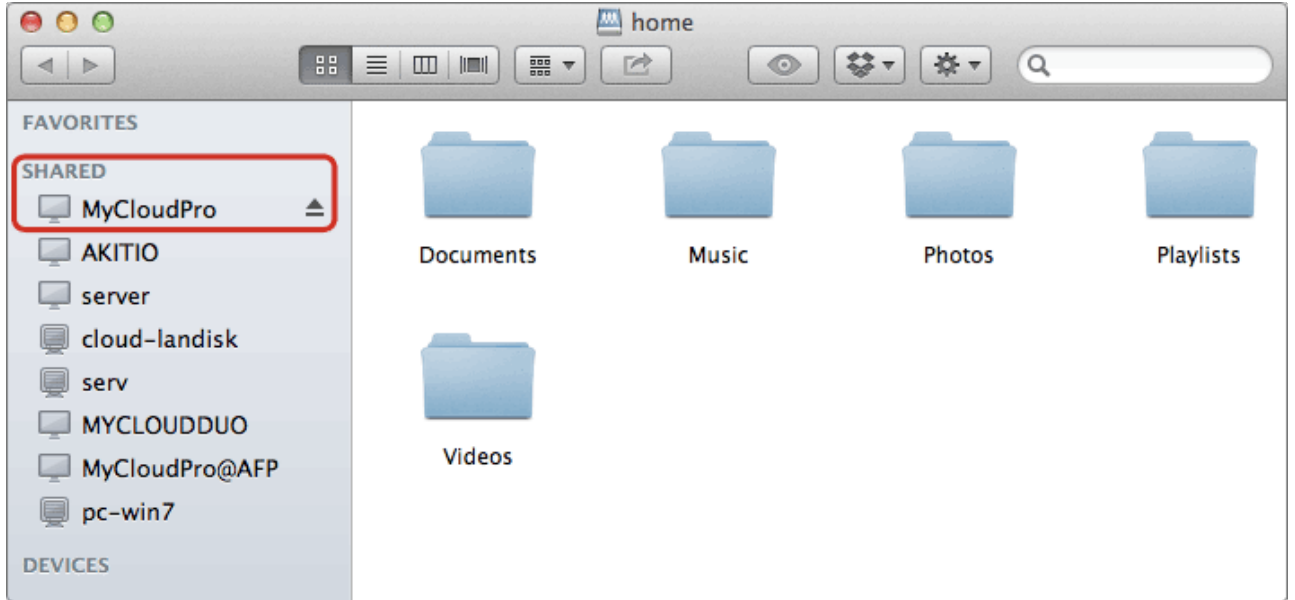 home
FAVORITES
SHARED
MyCloudPro
AKITIO
server
cloud-landisk
serv
MYCLOUDDUO
MyCloudPro@AFP
pc-win7
DEVICES
Documents Music Photos Playlists
Videos